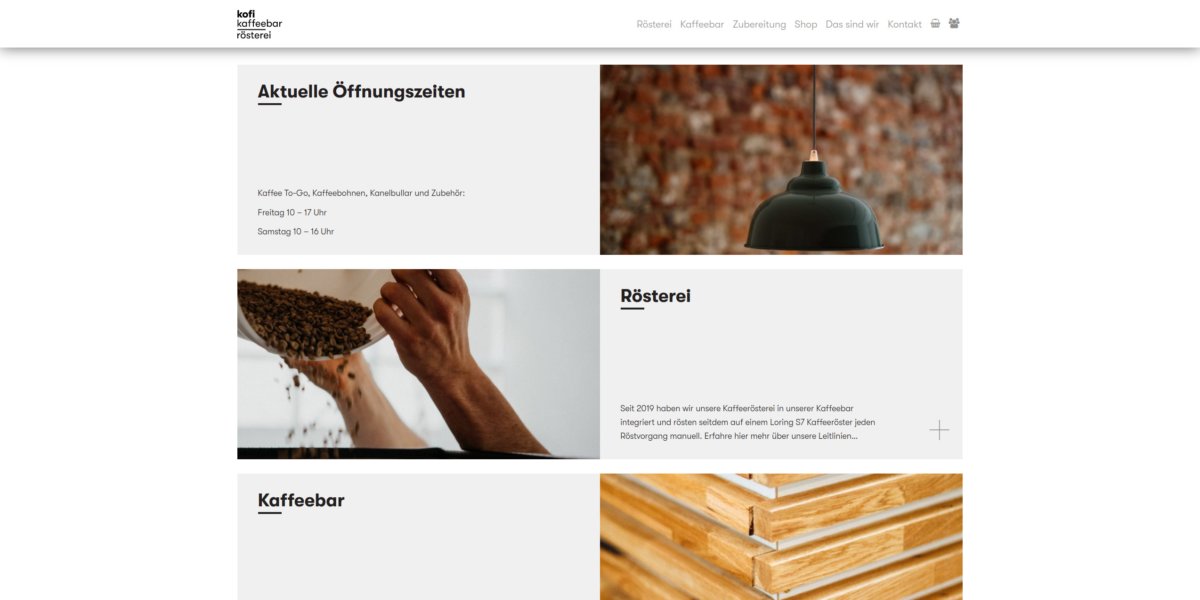 kofi
kaffeebar
rösterei
Rösterei Kaffeebar Zubereitung Shop Das sind wir Kontakt
Aktuelle Öffnungszeiten
Kaffee To-Go, Kaffeebohnen, Kanelbullar und Zubehör:
Freitag 10 – 17 Uhr
Samstag 10 – 16 Uhr
Rösterei
Seit 2019 haben wir unsere Kaffeerösterei in unserer Kaffeebar
integriert und rösten seitdem auf einem Loring S7 Kaffeeröster jeden
Röstvorgang manuell. Erfahre hier mehr über unsere Leitlinien...
Kaffeebar